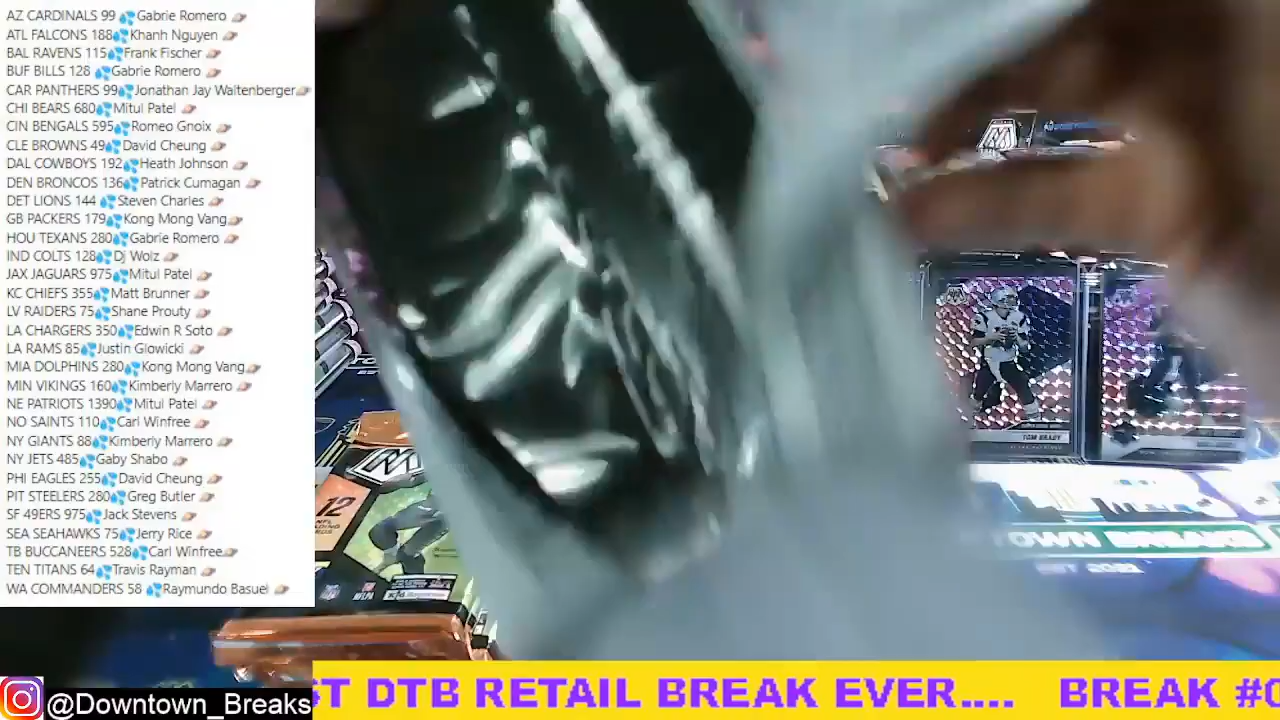 AZ CARDINALS 99 💦Gabrie Romero
ATL FALCONS 188💦Khanh Nguyen
BAL RAVENS 115💦Frank Fischer
BUF BILLS 128 💦Gabrie Romero
CAR PANTHERS 99💦Jonathan Jay Waltenberger
CHI BEARS 680💦Mitul Patel
CIN BENGALS 595💦Romeo Gnoix
CLE BROWNS 49💦David Cheung
DAL COWBOYS 192💦Heath Johnson
DEN BRONCOS 136💦Patrick Cumagan
DET LIONS 144 💦Steven Charles
GB PACKERS 179💦Kong Mong Vang
HOU TEXANS 280💦Gabrie Romero
IND COLTS 128💦DJ Wolz
JAX JAGUARS 975💦Mitul Patel
KC CHIEFS 355💦Matt Brunner
LV RAIDERS 75💦Shane Prouty
LA CHARGERS 350💦Edwin R Soto
LA RAMS 85💦Justin Glowicki
MIA DOLPHINS 280💦Kong Mong Vang
MIN VIKINGS 160💦Kimberly Marrero
NE PATRIOTS 1390💦Mitul Patel
NO SAINTS 110💦Carl Winfree
NY GIANTS 88💦Kimberly Marrero
NY JETS 485💦Gaby Shabo
PHI EAGLES 255💦David Cheung
PIT STEELERS 280💦Greg Butler
SF 49ERS 975💦Jack Stevens
SEA SEAHAWKS 75💦Jerry Rice
TB BUCCANEERS 528💦Carl Winfree
TEN TITANS 64💦Travis Rayman
WA COMMANDERS 58 💦Raymundo Basuel
TOM BRADY
12
OWN BREAKS
@Downtown_Breaks
ST DTB RETAIL BREAK EVER.... BREAK #0